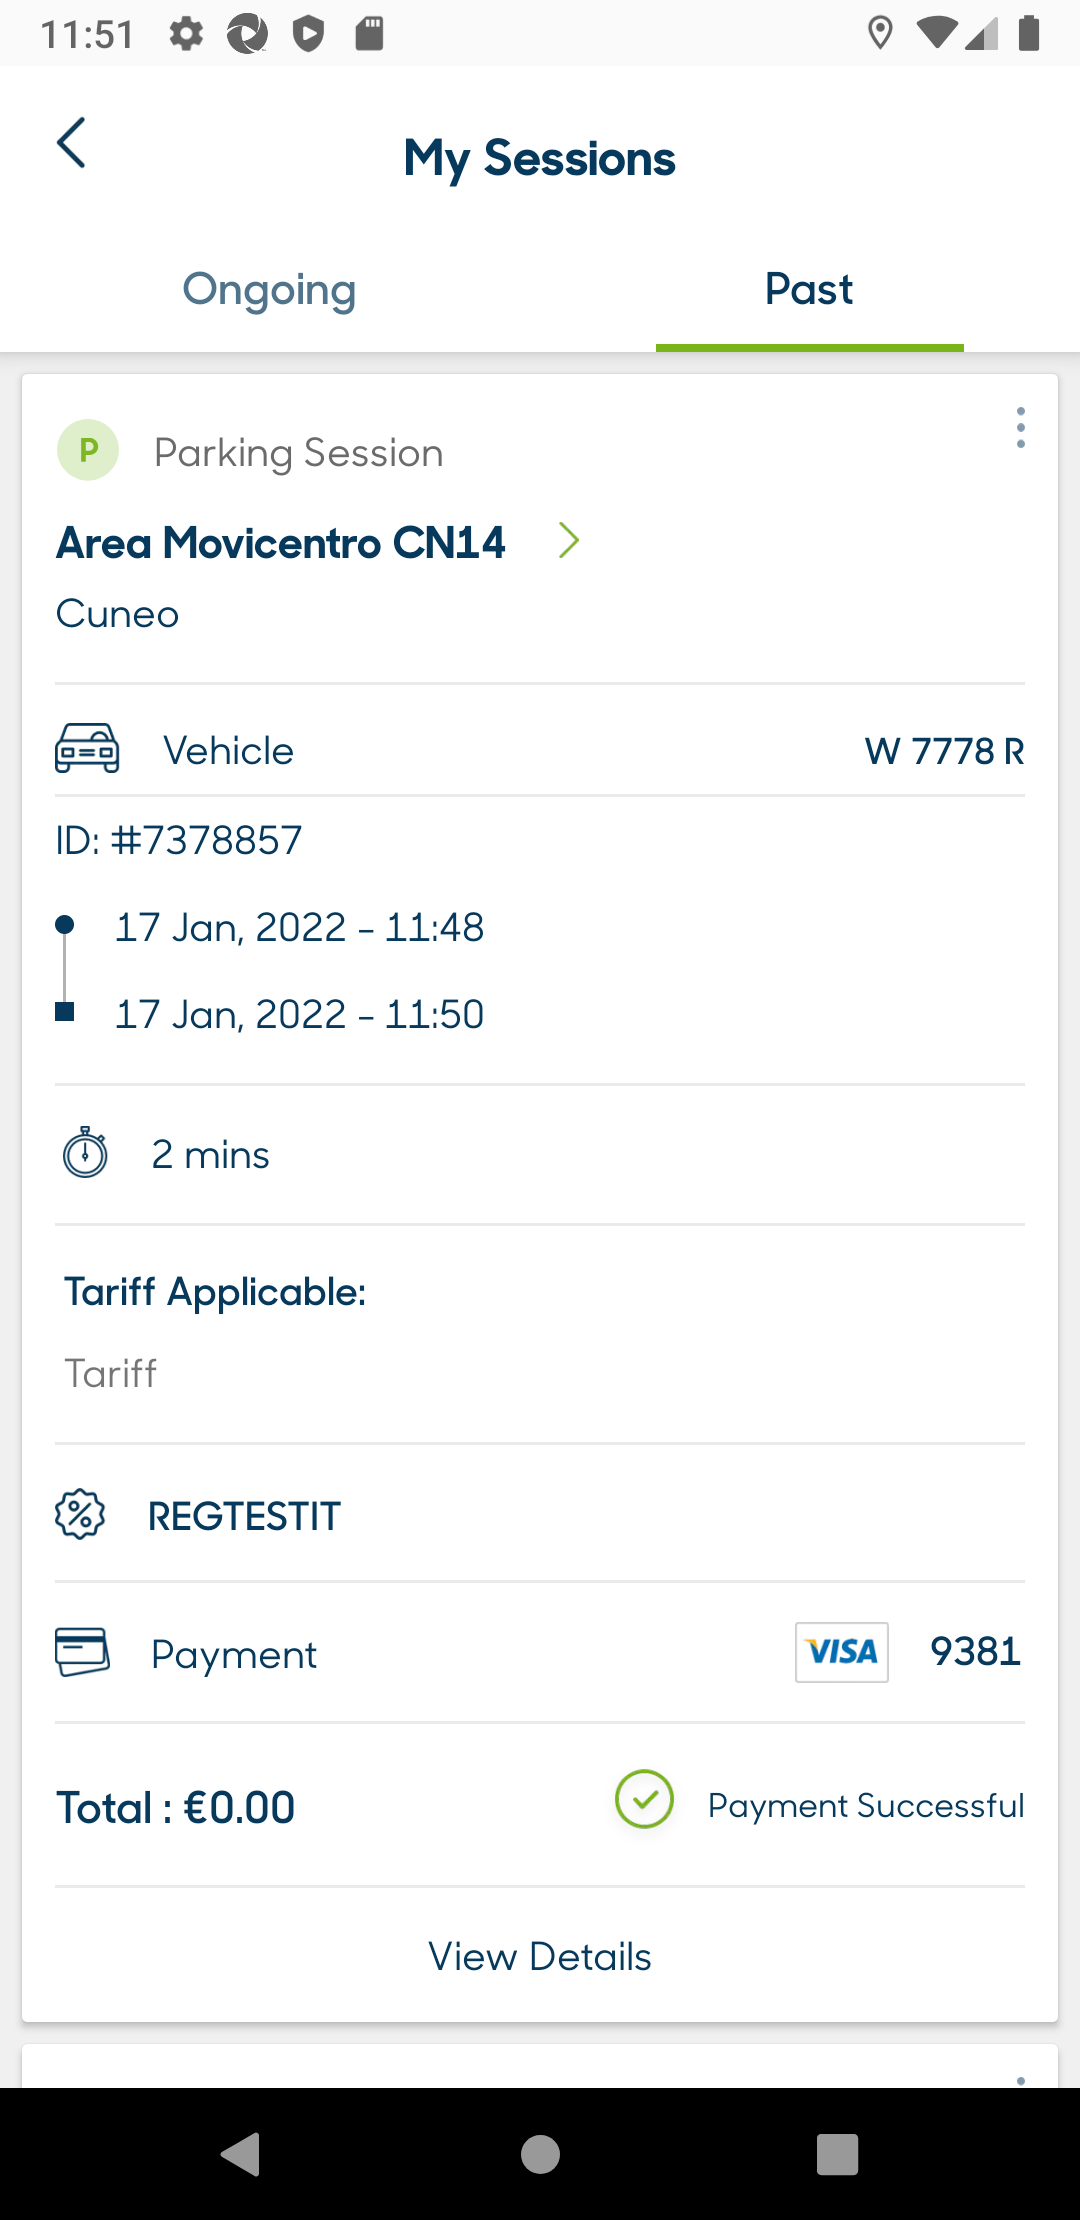 11:51
My Sessions
Ongoing
Past
P
Parking Session
Area Movicentro CN14
Cuneo
Vehicle
W 7778 R
ID: #7378857
17 Jan, 2022 - 11:48
17 Jan, 2022 - 11:50
2 mins
Tariff Applicable:
Tariff
REGTESTIT
Payment
VISA
9381
Total : €0.00
Payment Successful
View Details